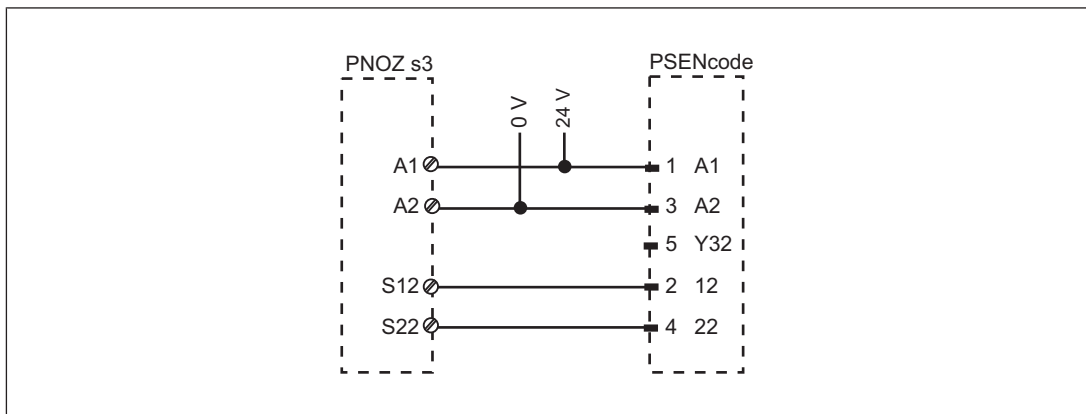 PNOZ s3
PSENcode
0 V
24 V
A1
1 A1
A2
3 A2
5 Y32
S12
2 12
S22
4 22